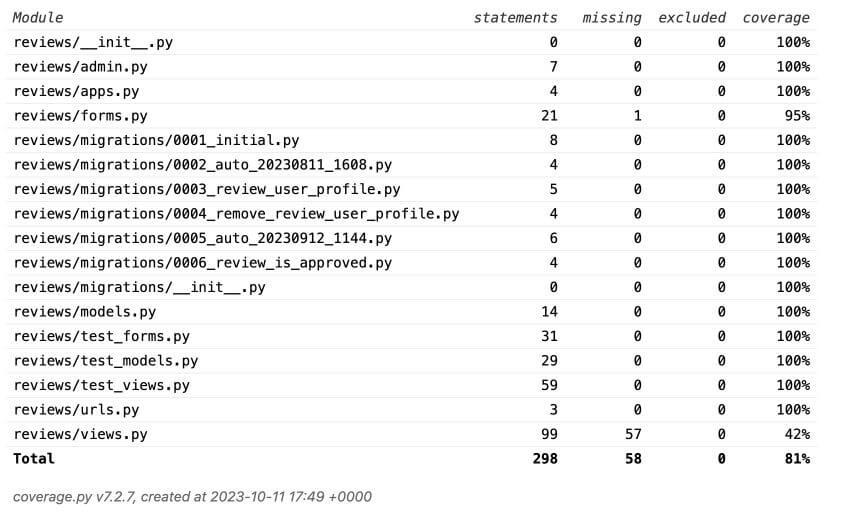 Module statements missing excluded coverage
reviews/__init__.py 0 0 0 100%
reviews/admin.py 7 0 0 100%
reviews/apps.py 4 0 0 100%
reviews/forms.py 21 1 0 95%
reviews/migrations/0001_initial.py 8 0 0 100%
reviews/migrations/0002_auto_20230811_1608.py 4 0 0 100%
reviews/migrations/0003_review_user_profile.py 5 0 0 100%
reviews/migrations/0004_remove_review_user_profile.py 4 0 0 100%
reviews/migrations/0005_auto_20230912_1144.py 6 0 0 100%
reviews/migrations/0006_review_is_approved.py 4 0 0 100%
reviews/migrations/__init__.py 0 0 0 100%
reviews/models.py 14 0 0 100%
reviews/test_forms.py 31 0 0 100%
reviews/test_models.py 29 0 0 100%
reviews/test_views.py 59 0 0 100%
reviews/urls.py 3 0 0 100%
reviews/views.py 99 57 0 42%
Total 298 58 0 81%
coverage.py v7.2.7, created at 2023-10-11 17:49 +0000